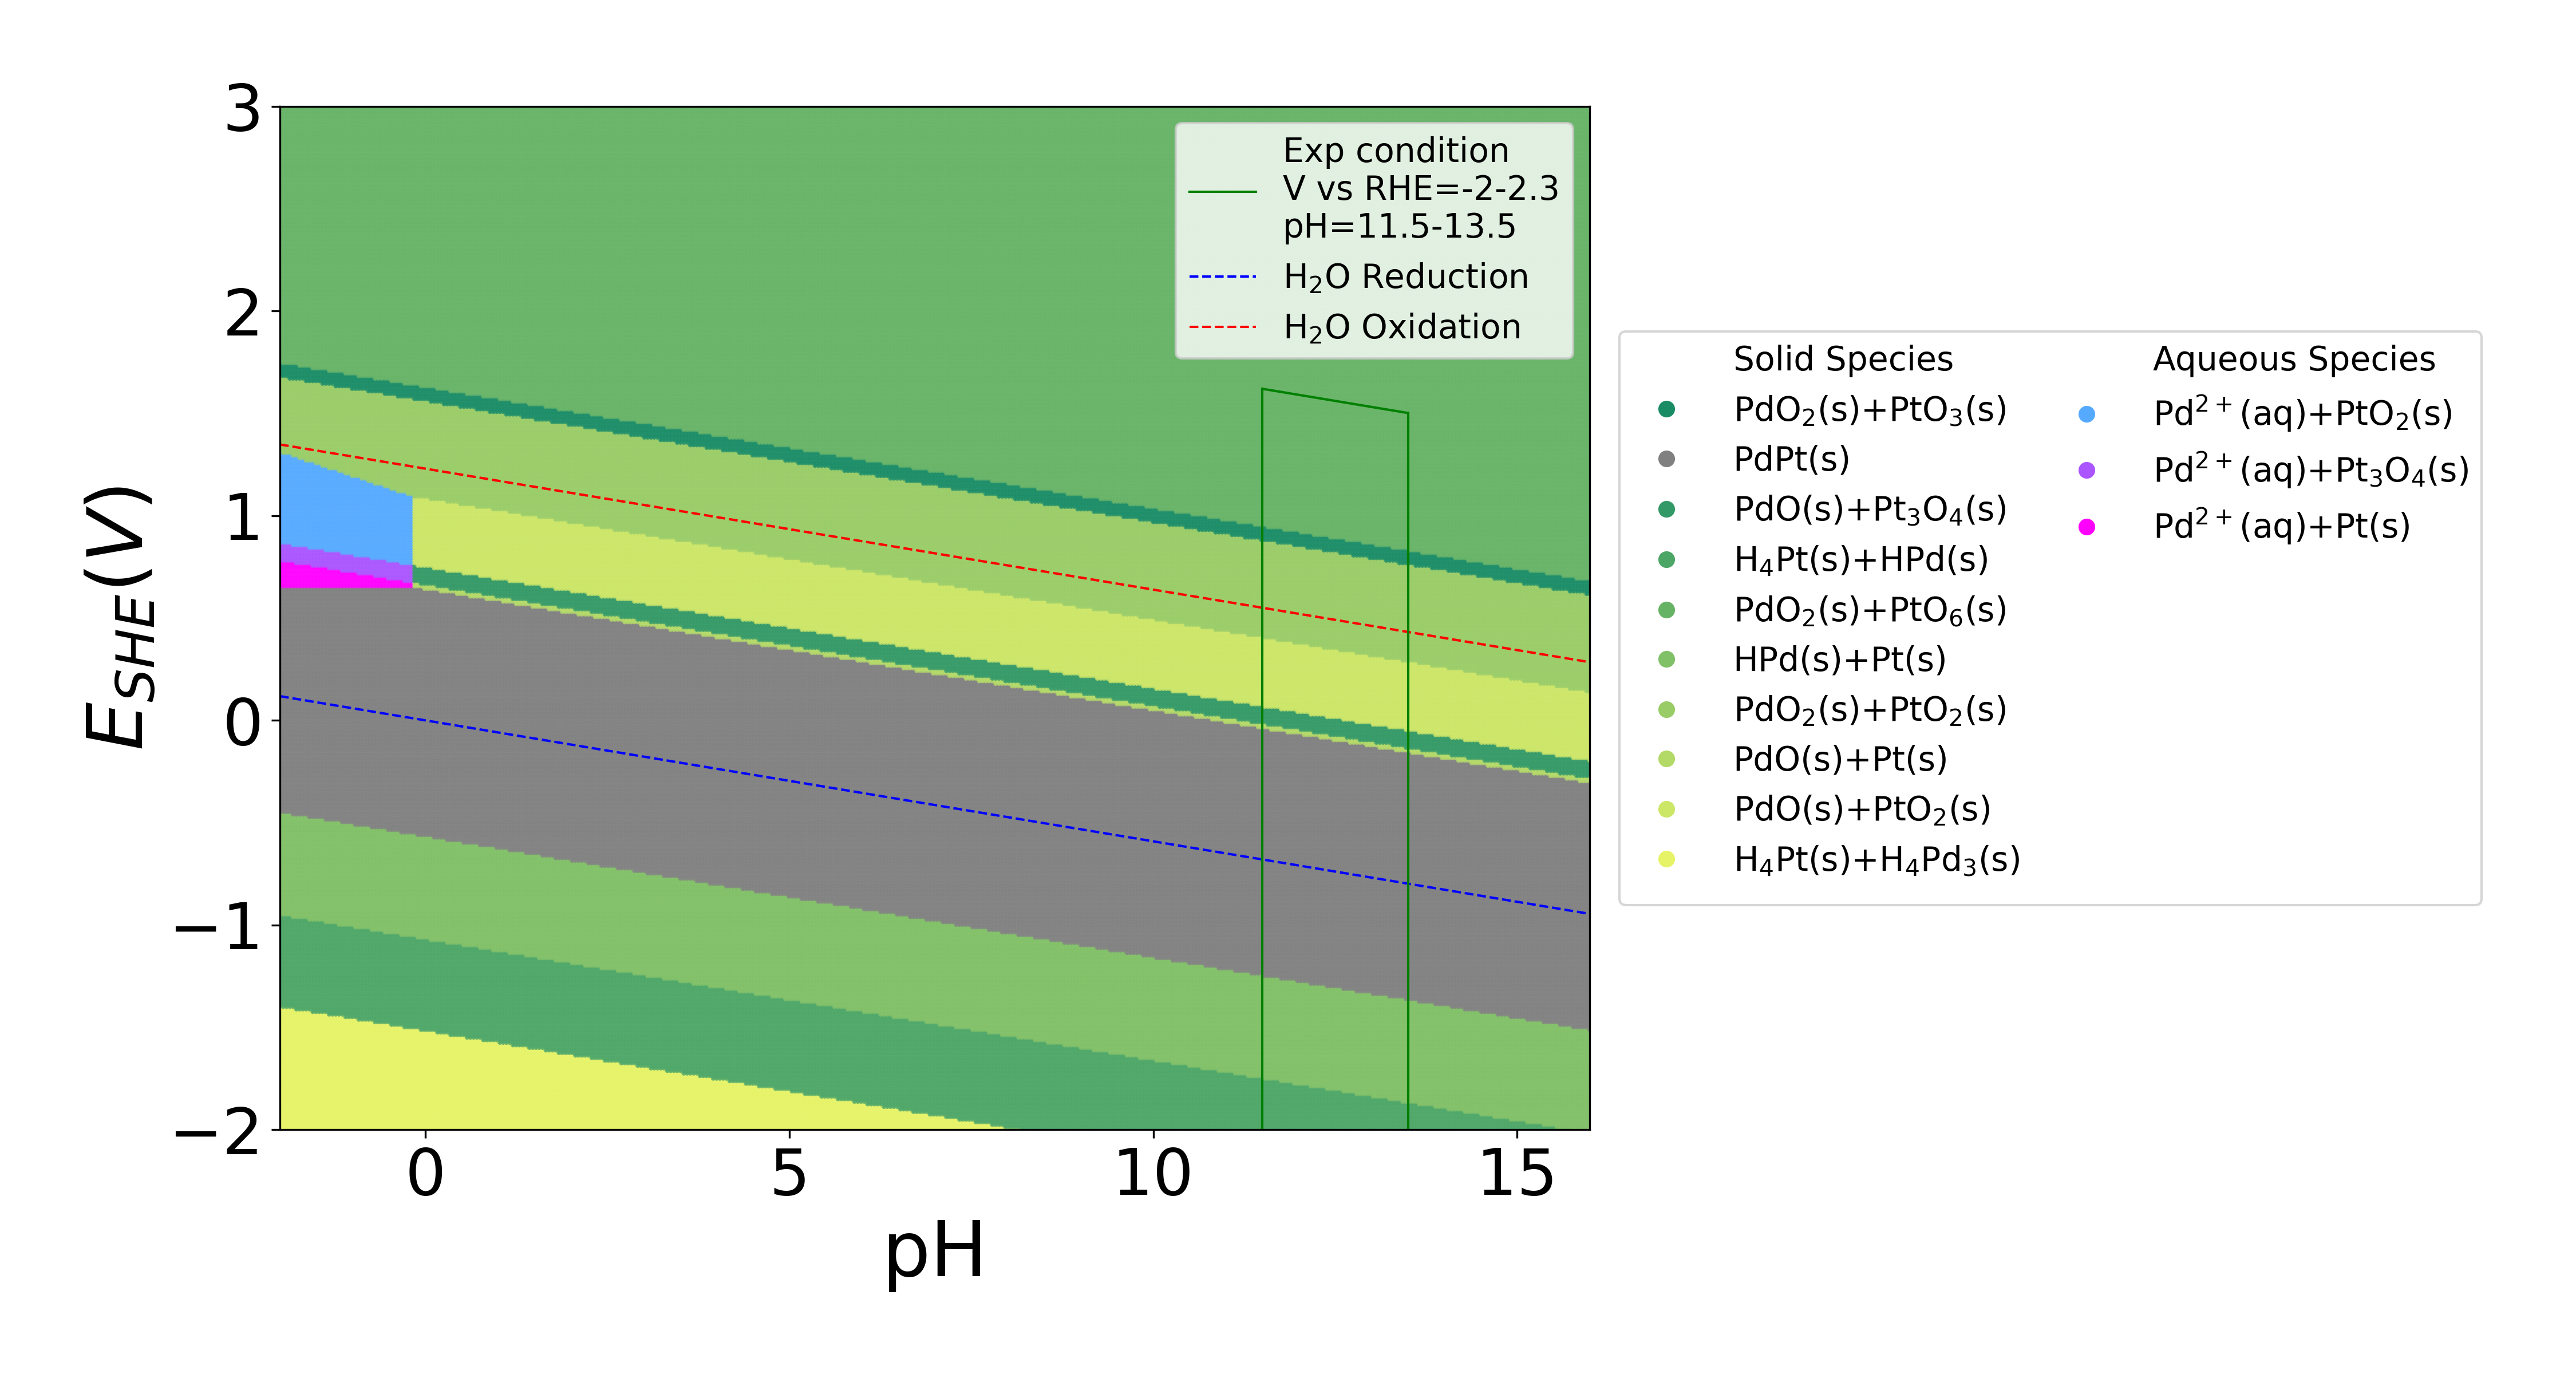 3
2
1
0
−1
−2
E_SHE(V)
0 5 10 15
pH
Exp condition
V vs RHE=-2-2.3
pH=11.5-13.5
H₂O Reduction
H₂O Oxidation
Solid Species
PdO₂(s)+PtO₃(s)
PdPt(s)
PdO(s)+Pt₃O₄(s)
H₄Pt(s)+HPd(s)
PdO₂(s)+PtO₆(s)
HPd(s)+Pt(s)
PdO₂(s)+PtO₂(s)
PdO(s)+Pt(s)
PdO(s)+PtO₂(s)
H₄Pt(s)+H₄Pd₃(s)
Aqueous Species
Pd²⁺(aq)+PtO₂(s)
Pd²⁺(aq)+Pt₃O₄(s)
Pd²⁺(aq)+Pt(s)